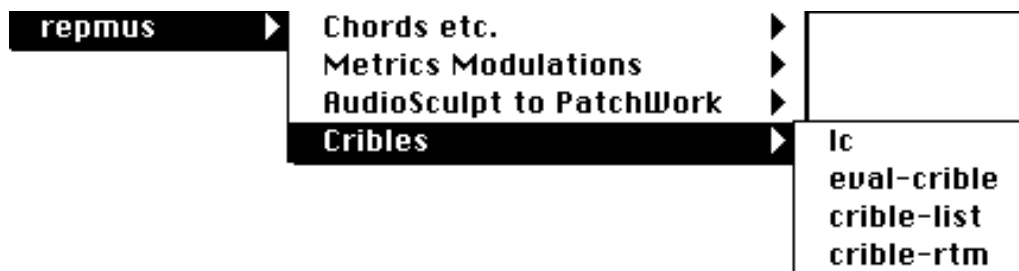 repmus
Chords etc.
Metrics Modulations
AudioSculpt to PatchWork
Cribles
lc
eval-crible
crible-list
crible-rtm